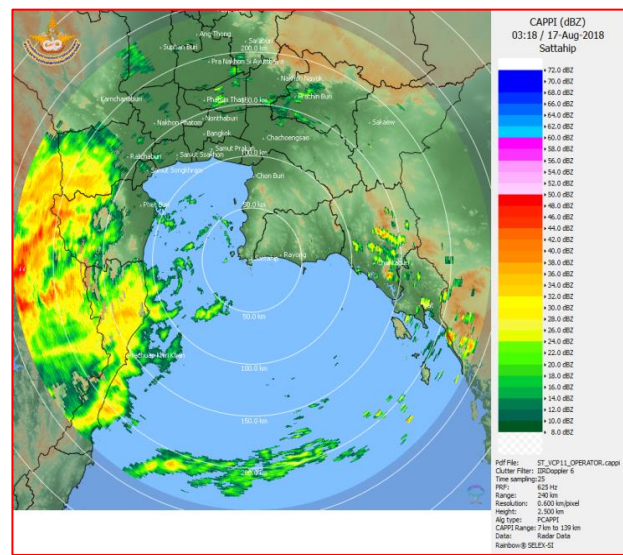 CAPPI (dBZ)
03:18 / 17-Aug-2018
Sattahip
72.0 dBZ
70.0 dBZ
68.0 dBZ
66.0 dBZ
64.0 dBZ
62.0 dBZ
60.0 dBZ
58.0 dBZ
56.0 dBZ
54.0 dBZ
52.0 dBZ
50.0 dBZ
48.0 dBZ
46.0 dBZ
44.0 dBZ
42.0 dBZ
40.0 dBZ
38.0 dBZ
36.0 dBZ
34.0 dBZ
32.0 dBZ
30.0 dBZ
28.0 dBZ
26.0 dBZ
24.0 dBZ
22.0 dBZ
20.0 dBZ
18.0 dBZ
16.0 dBZ
14.0 dBZ
12.0 dBZ
10.0 dBZ
8.0 dBZ
Pdf File: ST_VCP11_OPERATOR.cappi
Clutter Filter: IIRDoppler 6
Time sampling:25
PRF: 625 Hz
Range: 240 km
Resolution: 0.600 km/pixel
Height: 2.500 km
Alg type: PCAPPI
CAPPI Range: 7 km to 139 km
Data: Radar Data
Rainbow® SELEX-SI
Ang Thong
Suphan Buri
Saraburi
200.0 km
Phra Nakhon Si Ayutthaya
Nakhon Nayok
Kanchanaburi
Prachin Buri
Nonthaburi
Nakhon Pathom
Sakaew
Bangkok
Chachoengsao
Samut Prakan
Ratchaburi
Samut Sakhon
100.0 km
Samut Songkhram
Chon Buri
Phet Buri
Rayong
Sattahip
50.0 km
100.0 km
150.0 km